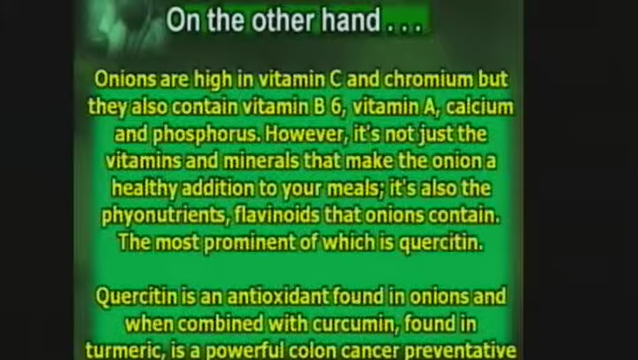 On the other hand . . .
Onions are high in vitamin C and chromium but
they also contain vitamin B 6, vitamin A, calcium
and phosphorus. However, it's not just the
vitamins and minerals that make the onion a
healthy addition to your meals; it's also the
phyonutrients, flavinoids that onions contain.
The most prominent of which is quercitin.
Quercitin is an antioxidant found in onions and
when combined with curcumin, found in
turmeric, is a powerful colon cancer preventative